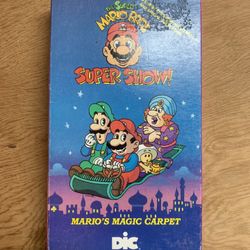 THE SUPER
MARIO BROS.
SUPER SHOW!
MARIO'S MAGIC CARPET
DIC